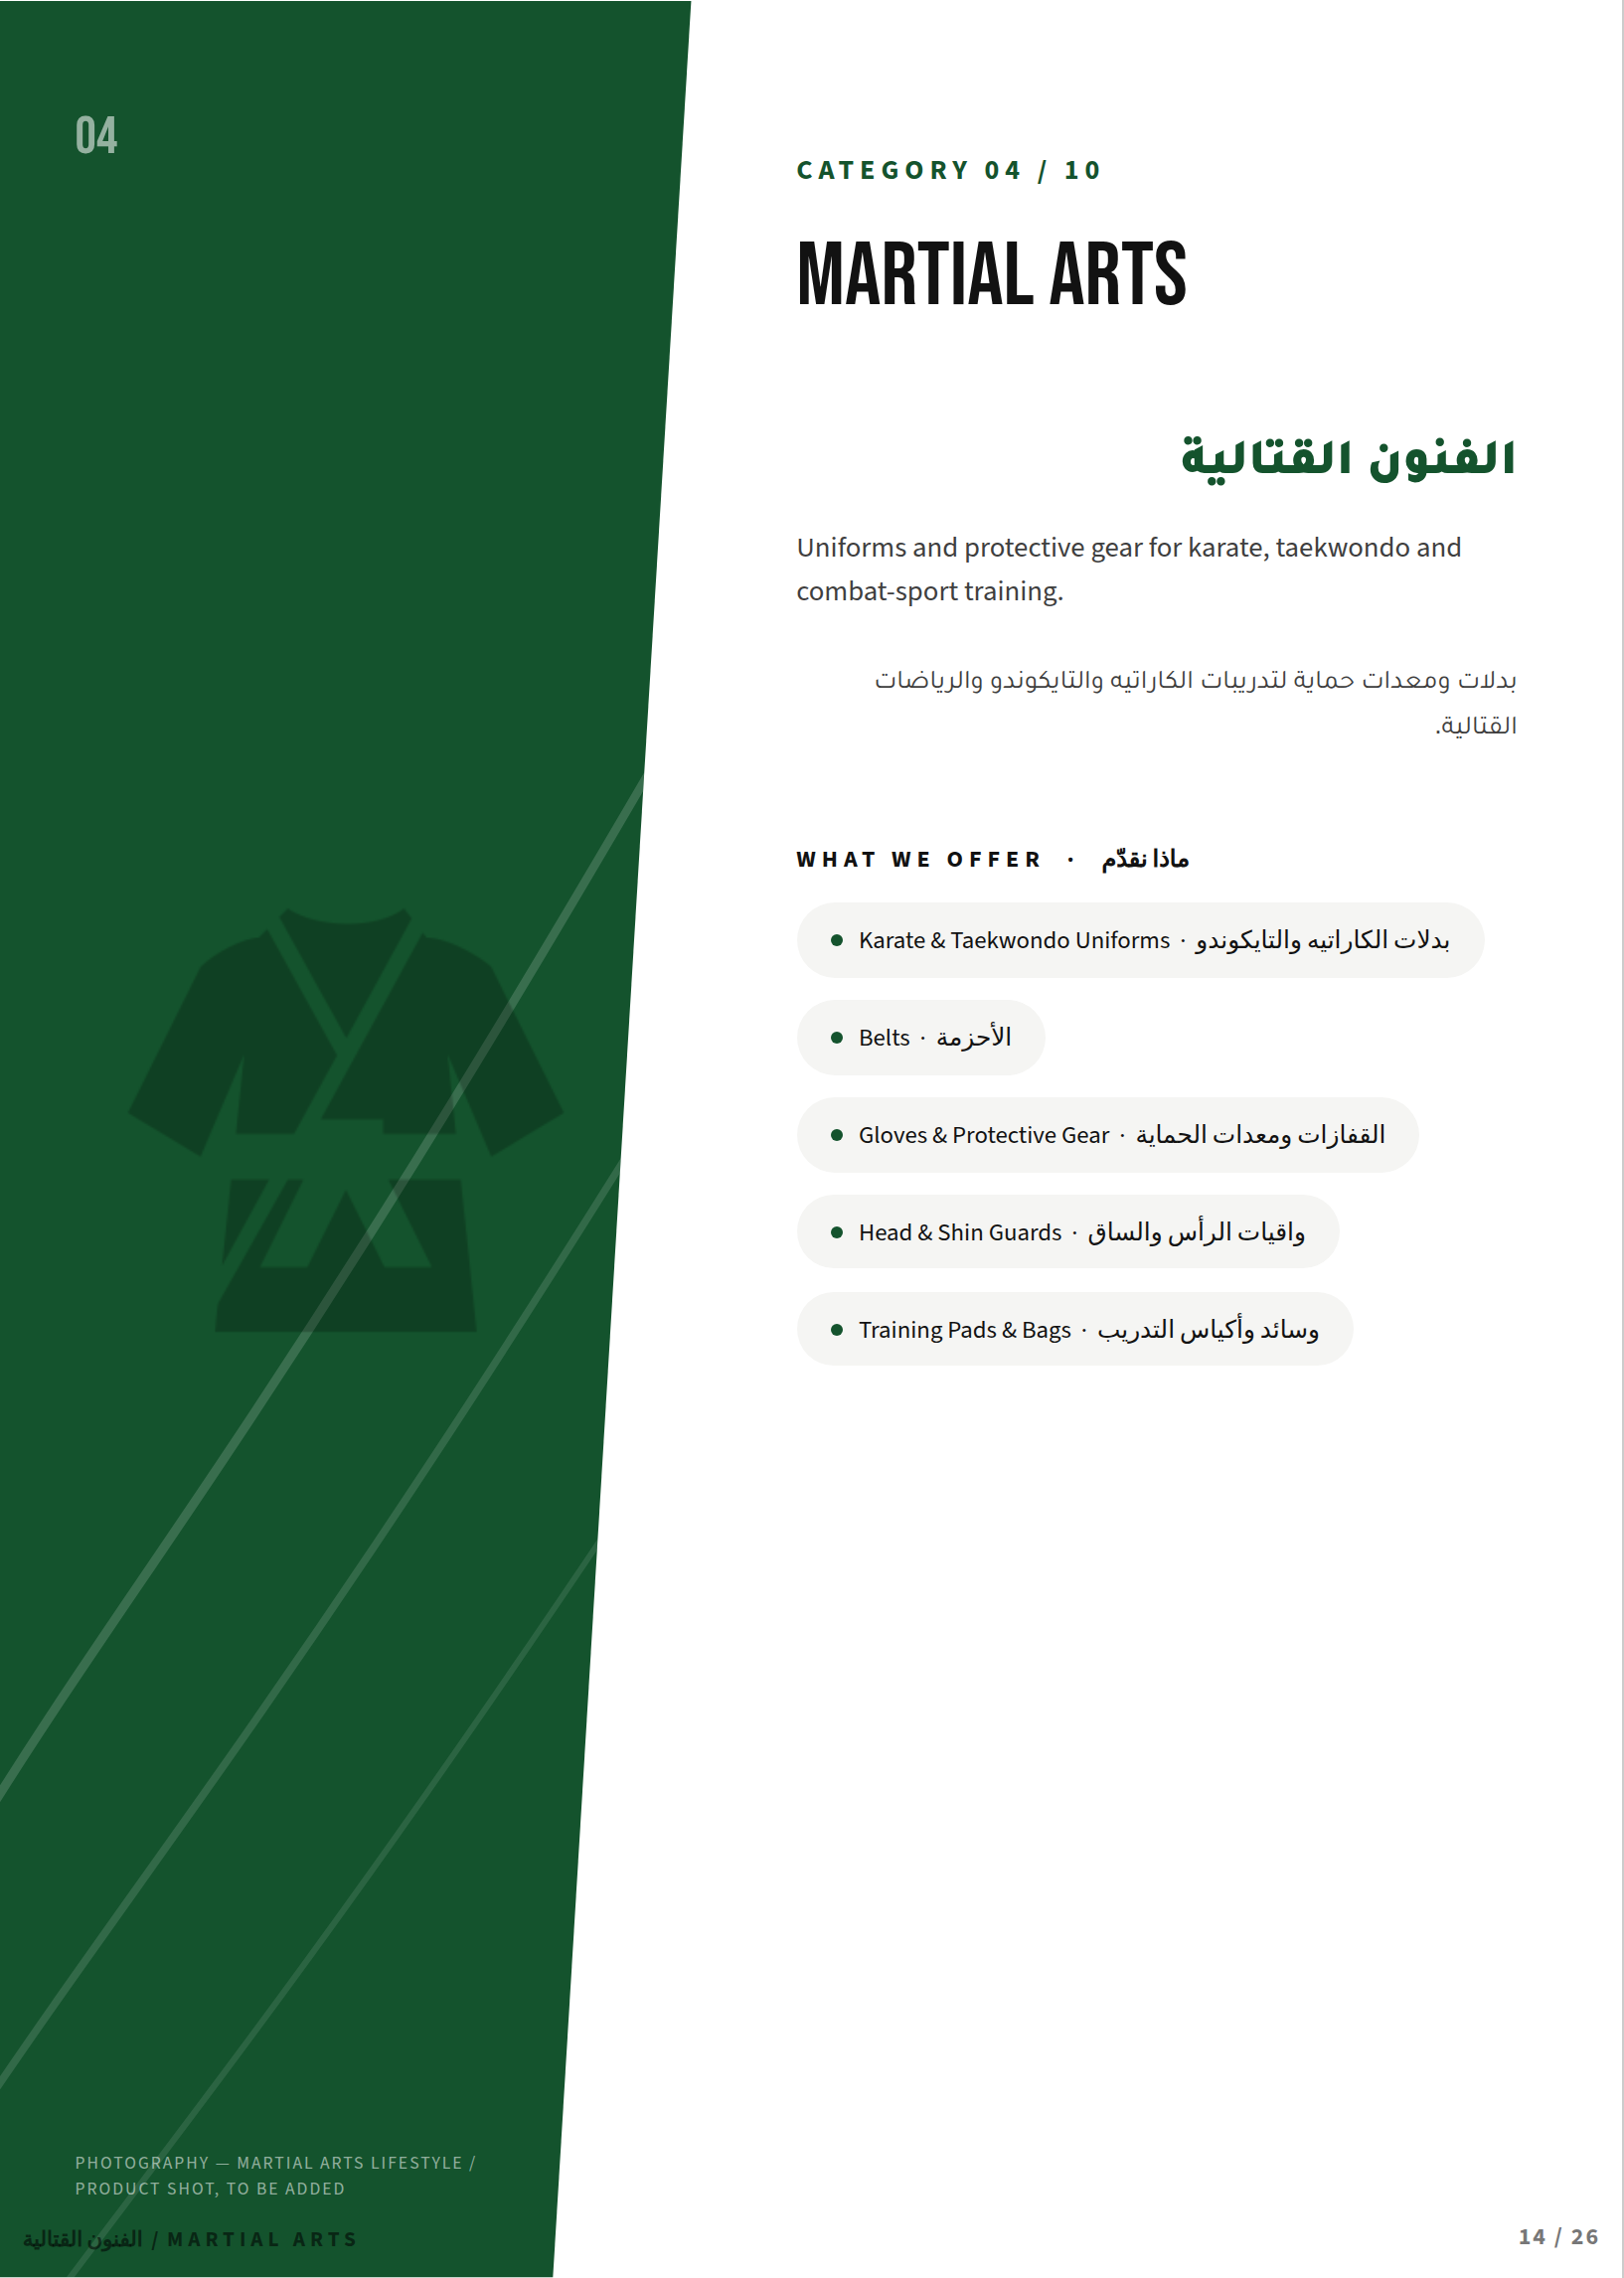 04
CATEGORY 04 / 10
MARTIAL ARTS
الفنون القتالية
Uniforms and protective gear for karate, taekwondo and
combat-sport training.
بدلات ومعدات حماية لتدريبات الكاراتيه والتايكوندو والرياضات
القتالية.
WHAT WE OFFER · ماذا نقدّم
Karate & Taekwondo Uniforms · بدلات الكاراتيه والتايكوندو
Belts · الأحزمة
Gloves & Protective Gear · القفازات ومعدات الحماية
Head & Shin Guards · واقيات الرأس والساق
Training Pads & Bags · وسائد وأكياس التدريب
PHOTOGRAPHY — MARTIAL ARTS LIFESTYLE /
PRODUCT SHOT, TO BE ADDED
الفنون القتالية / MARTIAL ARTS
14 / 26